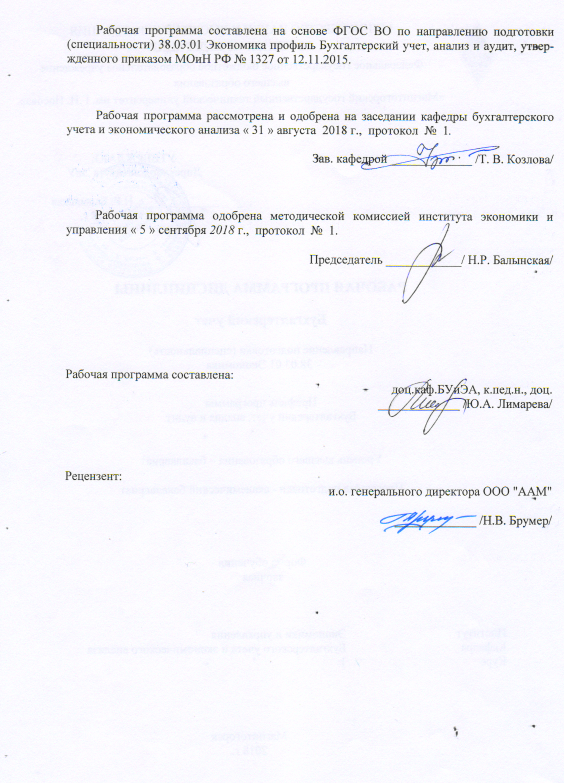 Рабочая программа составлена на основе ФГОС ВО по направлению подготовки
(специальности) 38.03.01 Экономика профиль Бухгалтерский учет, анализ и аудит, утвер-
жденного приказом МОиН РФ № 1327 от 12.11.2015.
Рабочая программа рассмотрена и одобрена на заседании кафедры бухгалтерского
учета и экономического анализа « 31 » августа 2018 г., протокол № 1.
Зав. кафедрой /Т. В. Козлова/
Рабочая программа одобрена методической комиссией института экономики и
управления « 5 » сентября 2018 г., протокол № 1.
Председатель / Н.Р. Балынская/
Рабочая программа составлена:
доц.каф.БУиЭА, к.пед.н., доц.
/Ю.А. Лимарева/
Рецензент:
и.о. генерального директора ООО "ААМ"
/Н.В. Брумер/